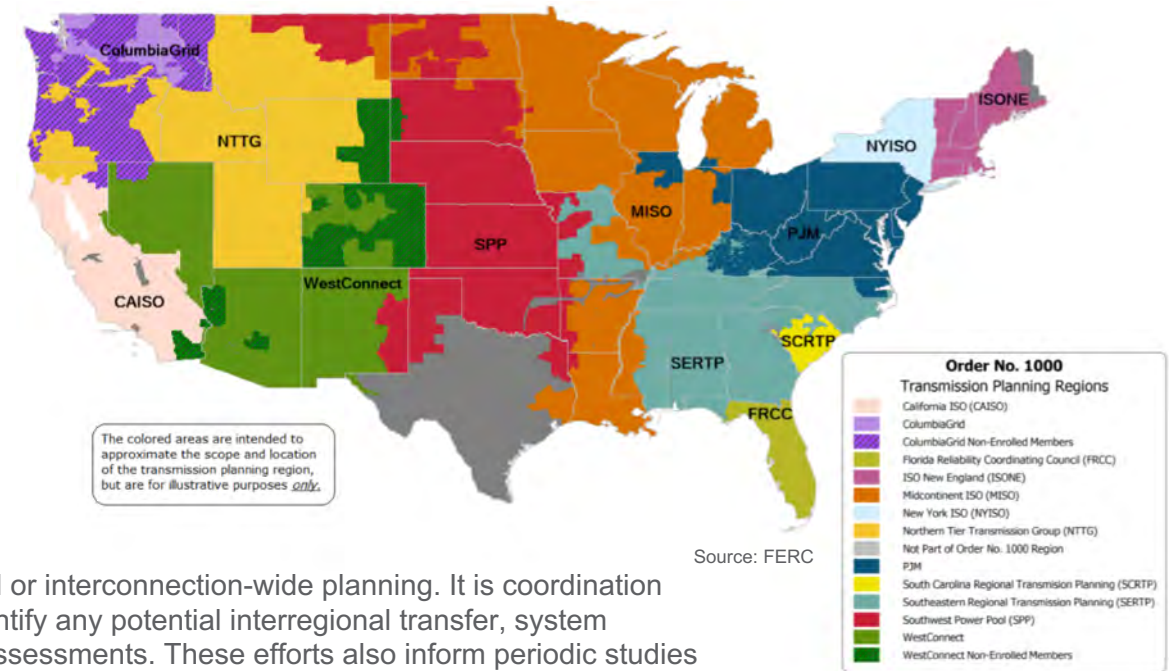 ColumbiaGrid
ISONE
NTTG
NYISO
MISO
PJM
SPP
WestConnect
CAISO
SCRTP
SERTP
FRCC
The colored areas are intended to
approximate the scope and location
of the transmission planning region,
but are for illustrative purposes only.
Order No. 1000
Transmission Planning Regions
California ISO (CAISO)
ColumbiaGrid
ColumbiaGrid Non-Enrolled Members
Florida Reliability Coordinating Council (FRCC)
ISO New England (ISONE)
Midcontinent ISO (MISO)
New York ISO (NYISO)
Northern Tier Transmission Group (NTTG)
Not Part of Order No. 1000 Region
PJM
South Carolina Regional Transmision Planning (SCRTP)
Southeastern Regional Transmission Planning (SERTP)
Southwest Power Pool (SPP)
WestConnect
WestConnect Non-Enrolled Members
Source: FERC
or interconnection-wide planning. It is coordination
ntify any potential interregional transfer, system
ssessments. These efforts also inform periodic studies